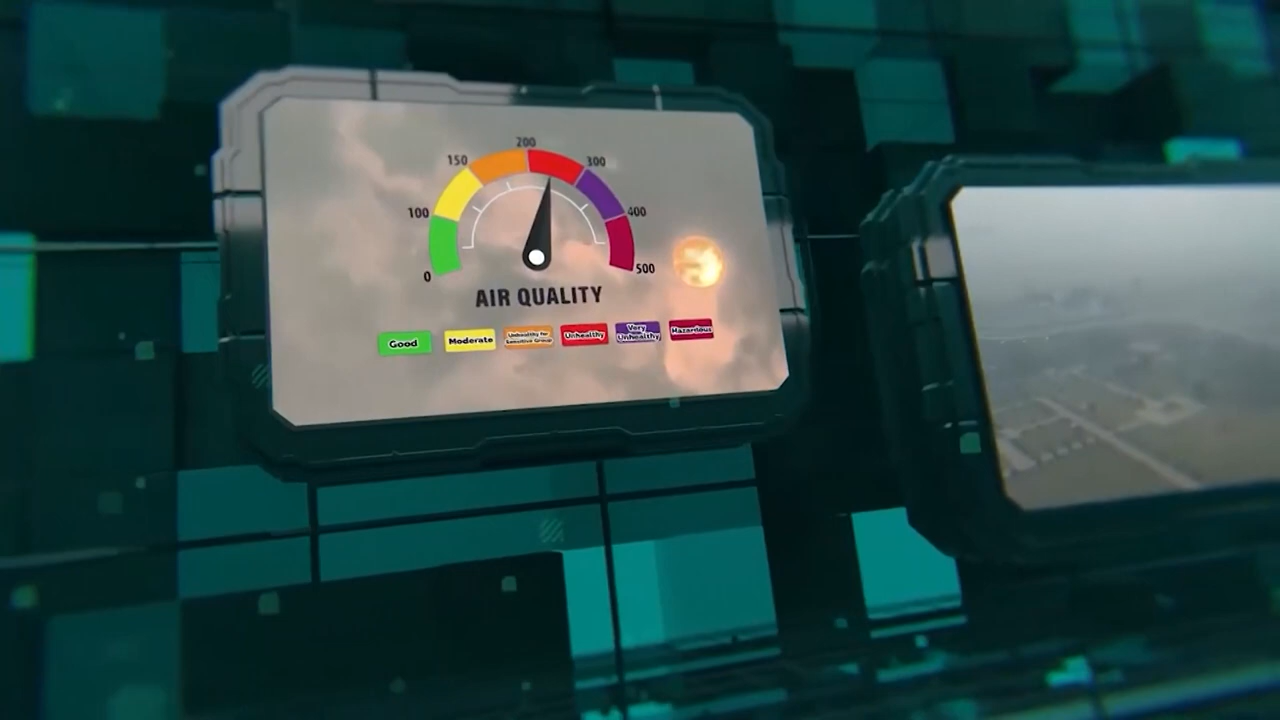 200
150
300
100
400
0
500
AIR QUALITY
Good
Moderate
Unhealthy for
Sensitive Group
Unhealthy
Very
Unhealthy
Hazardous